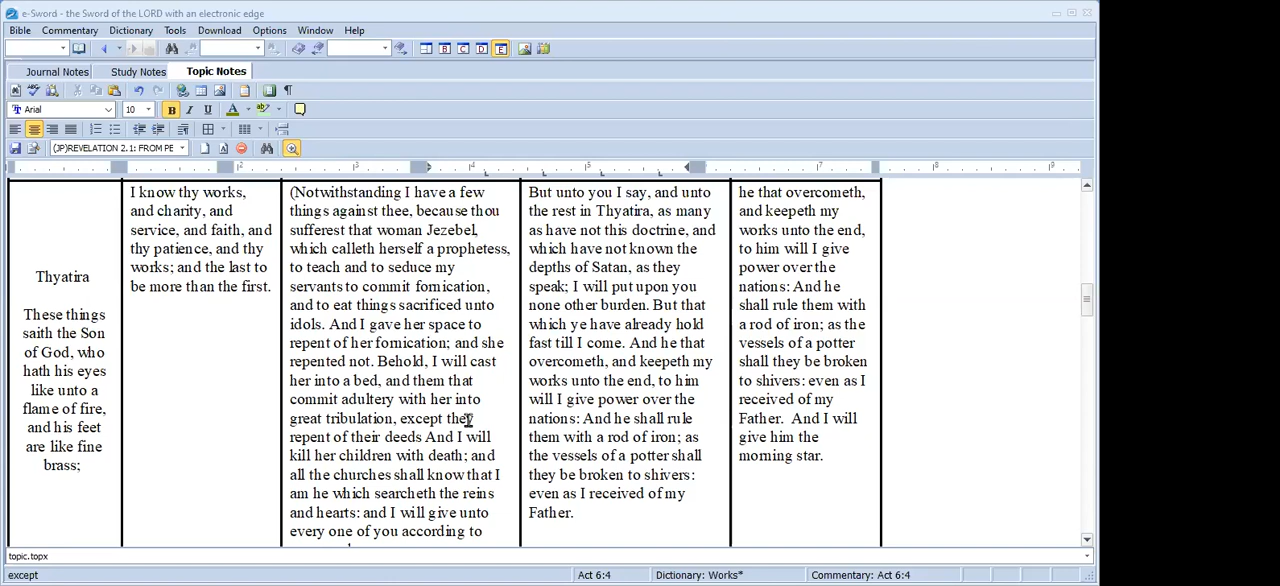 e-Sword - the Sword of the LORD with an electronic edge
Bible Commentary Dictionary Tools Download Options Window Help
B C D E
Journal Notes Study Notes Topic Notes
Arial 10 B I U A
(JP)REVELATION 2.1: FROM PE
2 3 4 5 6 7 8 9
Thyatira
These things
saith the Son
of God, who
hath his eyes
like unto a
flame of fire,
and his feet
are like fine
brass;
I know thy works,
and charity, and
service, and faith, and
thy patience, and thy
works; and the last to
be more than the first.
(Notwithstanding I have a few
things against thee, because thou
sufferest that woman Jezebel,
which calleth herself a prophetess,
to teach and to seduce my
servants to commit fornication,
and to eat things sacrificed unto
idols. And I gave her space to
repent of her fornication; and she
repented not. Behold, I will cast
her into a bed, and them that
commit adultery with her into
great tribulation, except they
repent of their deeds And I will
kill her children with death; and
all the churches shall know that I
am he which searcheth the reins
and hearts: and I will give unto
every one of you according to
But unto you I say, and unto
the rest in Thyatira, as many
as have not this doctrine, and
which have not known the
depths of Satan, as they
speak; I will put upon you
none other burden. But that
which ye have already hold
fast till I come. And he that
overcometh, and keepeth my
works unto the end, to him
will I give power over the
nations: And he shall rule
them with a rod of iron; as
the vessels of a potter shall
they be broken to shivers:
even as I received of my
Father.
he that overcometh,
and keepeth my
works unto the end,
to him will I give
power over the
nations: And he
shall rule them with
a rod of iron; as the
vessels of a potter
shall they be broken
to shivers: even as I
received of my
Father. And I will
give him the
morning star.
topic.topx
except Act 6:4 Dictionary: Works* Commentary: Act 6:4